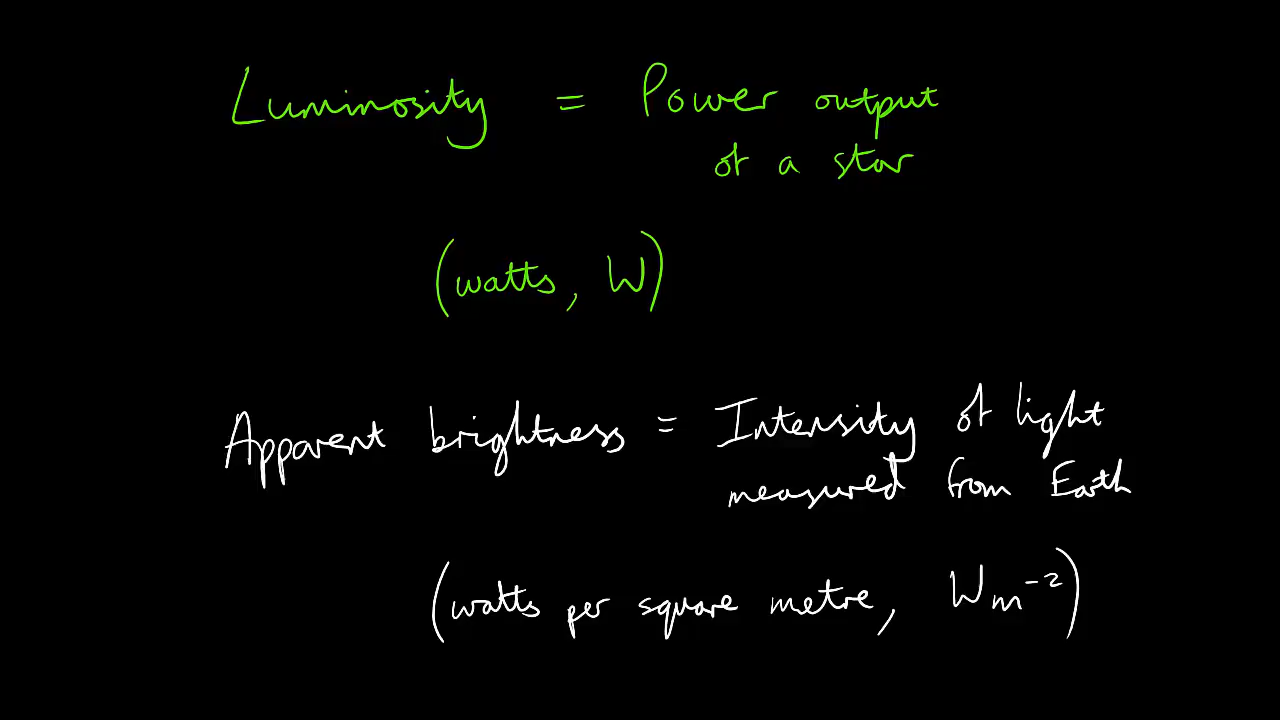 Luminosity = Power output
of a star
(watts, W)
Apparent brightness = Intensity of light
measured from Earth
(watts per square metre, Wm⁻²)